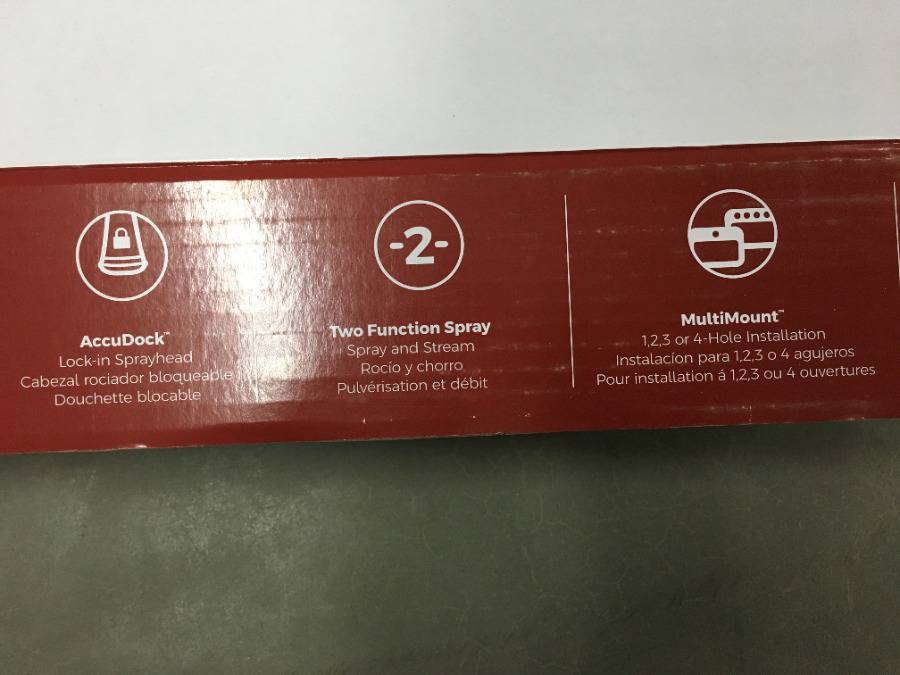 AccuDock™
Lock-in Sprayhead
Cabezal rociador bloqueable
Douchette blocable
-2-
Two Function Spray
Spray and Stream
Rocío y chorro
Pulvérisation et débit
MultiMount™
1,2,3 or 4-Hole Installation
Instalacíon para 1,2,3 o 4 agujeros
Pour installation á 1,2,3 ou 4 ouvertures